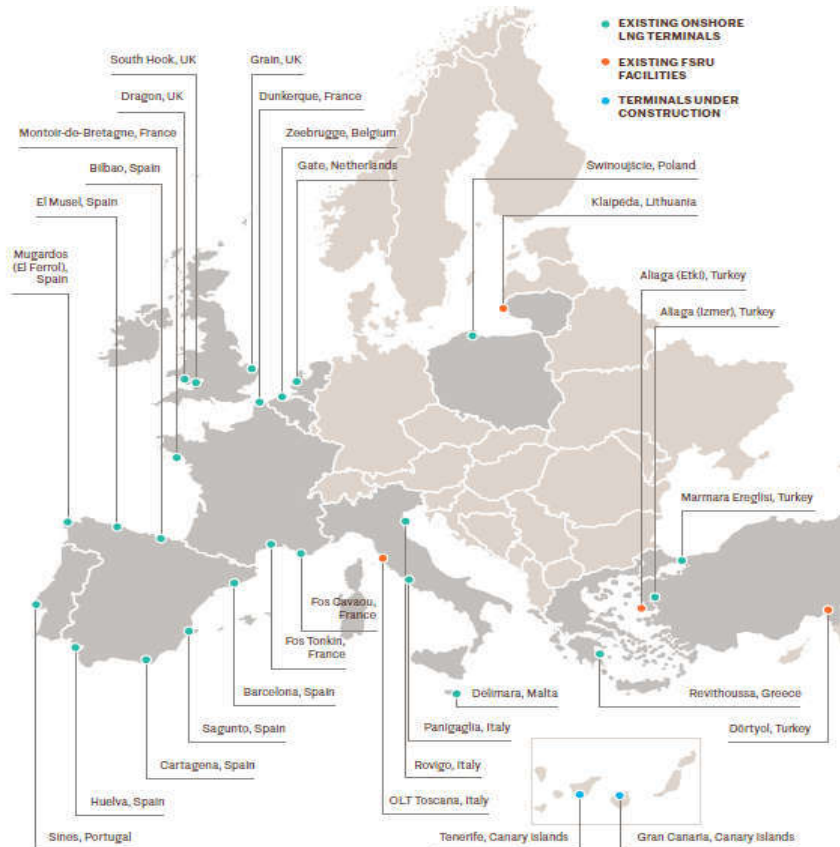 EXISTING ONSHORE
LNG TERMINALS
EXISTING FSRU
FACILITIES
TERMINALS UNDER
CONSTRUCTION
South Hook, UK
Grain, UK
Dragon, UK
Dunkerque, France
Montoir-de-Bretagne, France
Zeebrugge, Belgium
Bilbao, Spain
Gate, Netherlands
Świnoujście, Poland
El Musel, Spain
Klaipėda, Lithuania
Mugardos
(El Ferrol),
Spain
Aliaga (Etki), Turkey
Aliaga (Izmer), Turkey
Marmara Ereglisi, Turkey
Fos Cavaou,
France
Fos Tonkin,
France
Barcelona, Spain
Delimara, Malta
Revithoussa, Greece
Sagunto, Spain
Panigaglia, Italy
Dörtyol, Turkey
Cartagena, Spain
Rovigo, Italy
Huelva, Spain
OLT Toscana, Italy
Sines, Portugal
Tenerife, Canary Islands
Gran Canaria, Canary Islands